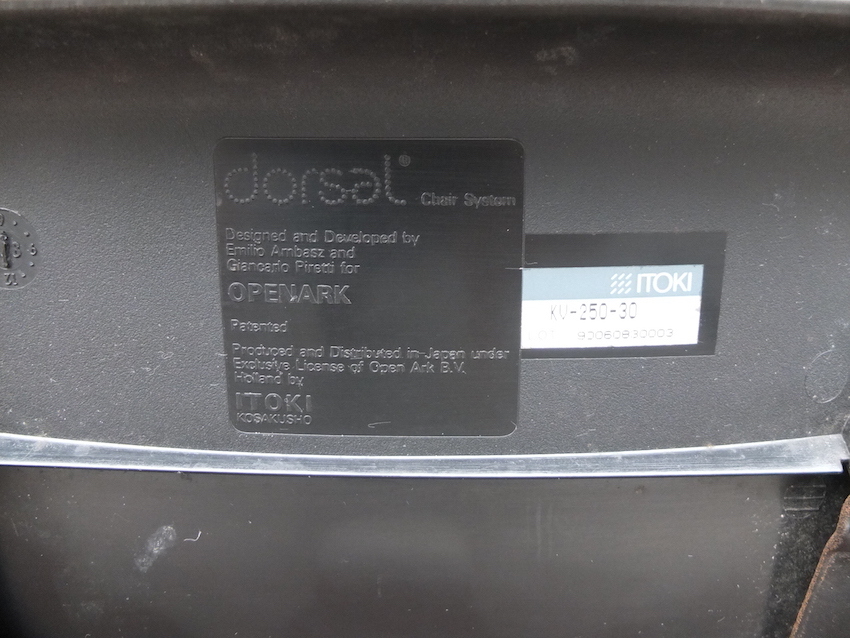 dorsal® Chair System
Designed and Developed by
Emilio Ambasz and
Giancarlo Piretti for
OPENARK
Patented
Produced and Distributed in Japan under
Exclusive License of Open Ark B.V.
Holland by
ITOKI
KOSAKUSHO
ITOKI
KV-250-30
90060830003